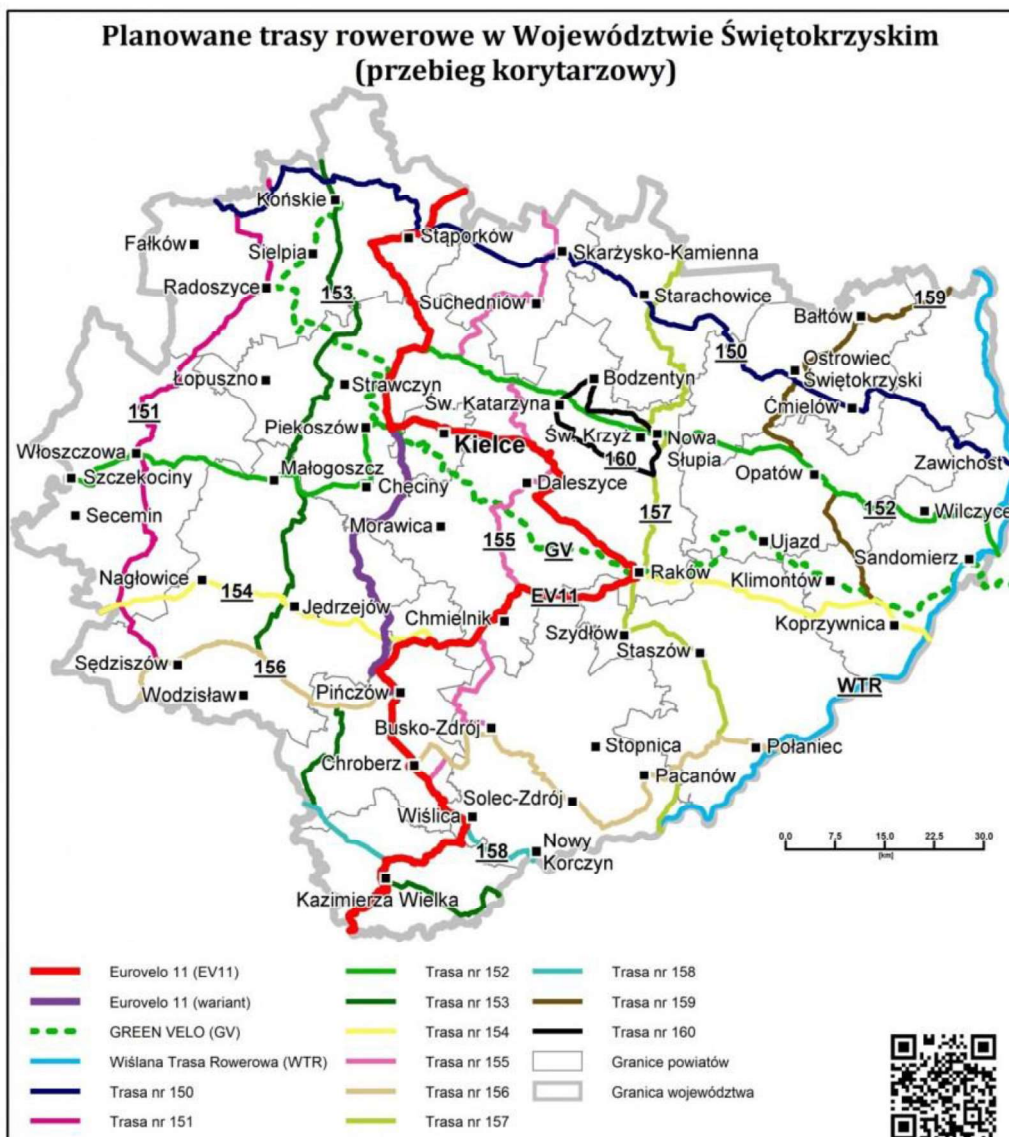 Planowane trasy rowerowe w Województwie Świętokrzyskim
(przebieg korytarzowy)
Końskie
Fałków
Sielpia
Stąporków
Skarżysko-Kamienna
Radoszyce
153
Suchedniów
Starachowice
Bałtów
159
150
Ostrowiec
Świętokrzyski
Łopuszno
Strawczyn
Bodzentyn
Św. Katarzyna
Ćmielów
151
Piekoszów
Kielce
Św. Krzyż
160
Nowa
Słupia
Włoszczowa
Szczekociny
Małogoszcz
Chęciny
Daleszyce
Opatów
Zawichost
Secemin
Morawica
157
152
Wilczyce
155
GV
Ujazd
Sandomierz
Nagłowice
154
Jędrzejów
Raków
EV11
Klimontów
Chmielnik
Szydłów
Koprzywnica
Sędziszów
156
Staszów
Wodzisław
Pińczów
WTR
Busko-Zdrój
Stopnica
Połaniec
Chroberz
Pacanów
Solec-Zdrój
Wiślica
158
Nowy
Korczyn
Kazimierza Wielka
0,0 7,5 15,0 22,5 30,0
[km]
Eurovelo 11 (EV11)
Eurovelo 11 (wariant)
GREEN VELO (GV)
Wiślana Trasa Rowerowa (WTR)
Trasa nr 150
Trasa nr 151
Trasa nr 152
Trasa nr 153
Trasa nr 154
Trasa nr 155
Trasa nr 156
Trasa nr 157
Trasa nr 158
Trasa nr 159
Trasa nr 160
Granice powiatów
Granica województwa